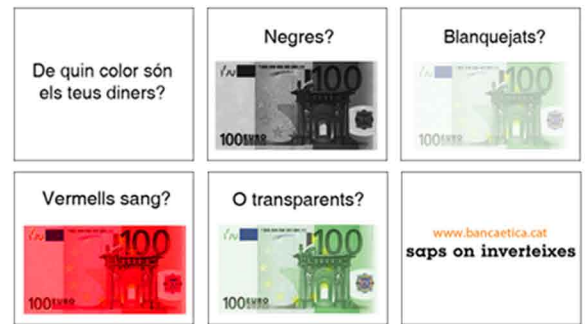 De quin color són
els teus diners?
Negres?
100
100 EURO
Blanquejats?
100
100 EURO
Vermells sang?
100
100 EURO
O transparents?
100
100 EURO
www.bancaetica.cat
saps on inverteixes